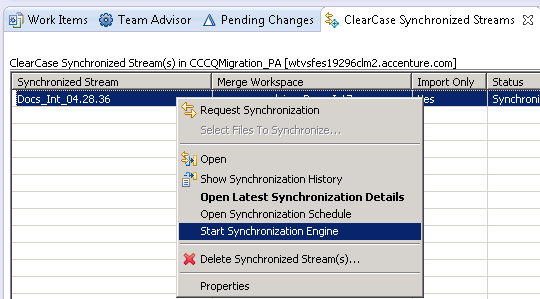 Work Items Team Advisor Pending Changes ClearCase Synchronized Streams
ClearCase Synchronized Stream(s) in CCCQMigration_PA [wtvsfes19296clm2.accenture.com]
Synchronized Stream Merge Workspace Import Only Status
Docs_Int_04.28.36 Yes Synchroni
Request Synchronization
Select Files To Synchronize...
Open
Show Synchronization History
Open Latest Synchronization Details
Open Synchronization Schedule
Start Synchronization Engine
Delete Synchronized Stream(s)...
Properties